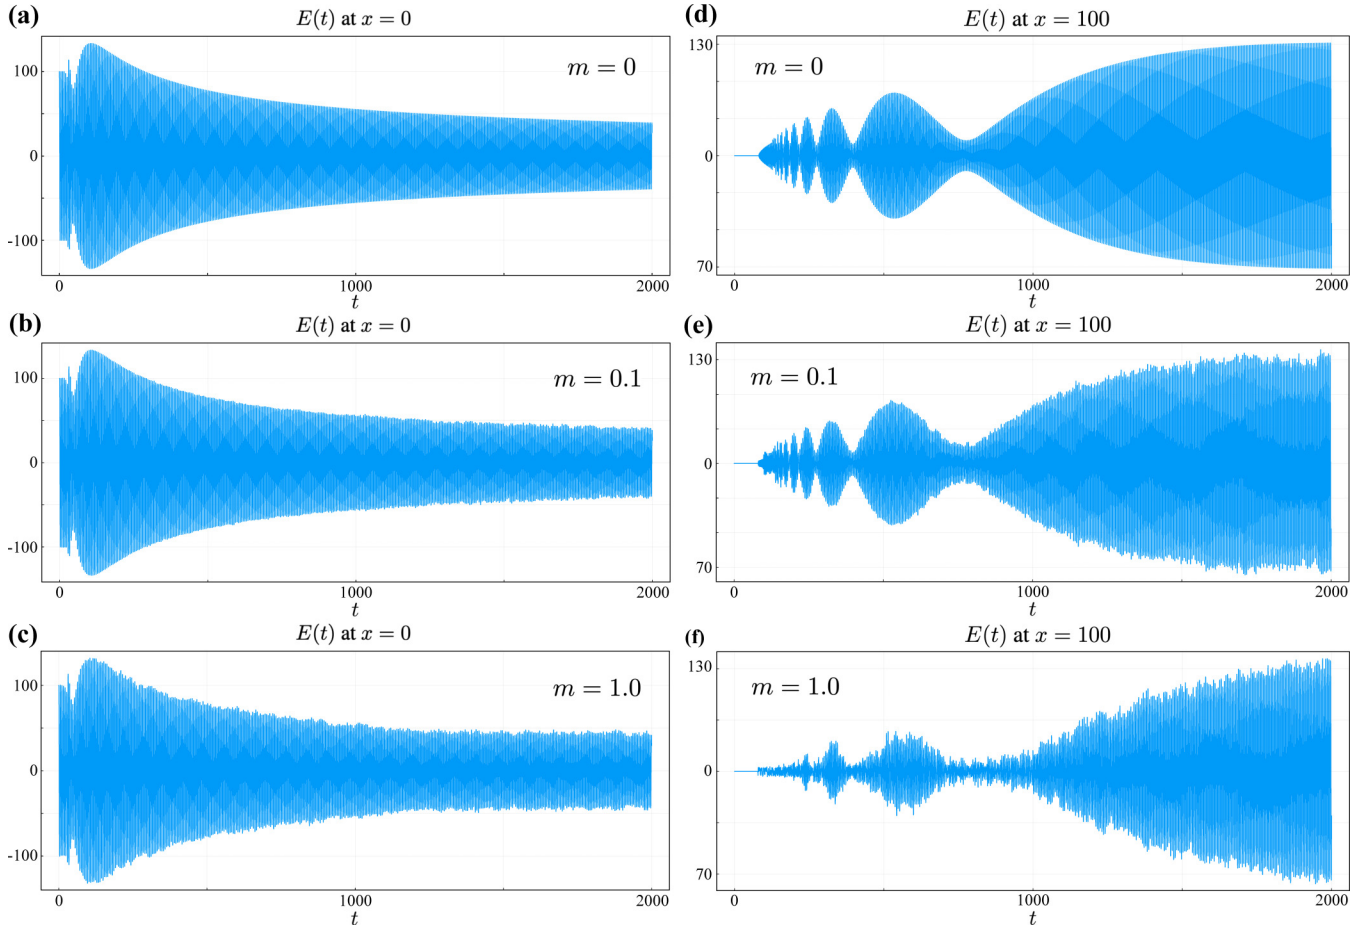 (a)
E(t) at x = 0
m = 0
100
0
-100
0
1000
2000
t
(b)
E(t) at x = 0
m = 0.1
100
0
-100
0
1000
2000
t
(c)
E(t) at x = 0
m = 1.0
100
0
-100
0
1000
2000
t
(d)
E(t) at x = 100
m = 0
130
0
70
0
1000
2000
t
(e)
E(t) at x = 100
m = 0.1
130
0
70
0
1000
2000
t
(f)
E(t) at x = 100
m = 1.0
130
0
70
0
1000
2000
t